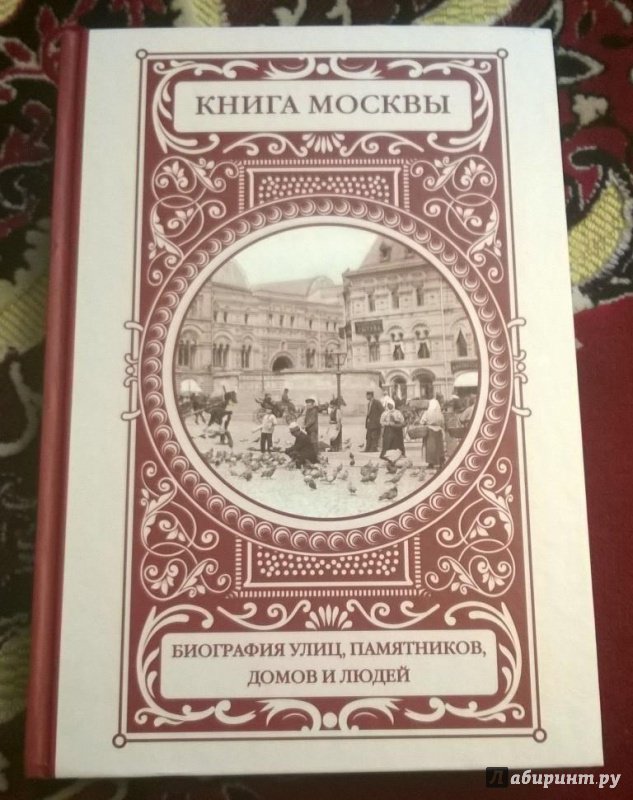 КНИГА МОСКВЫ
БИОГРАФИЯ УЛИЦ, ПАМЯТНИКОВ,
ДОМОВ И ЛЮДЕЙ
Лабиринт.ру